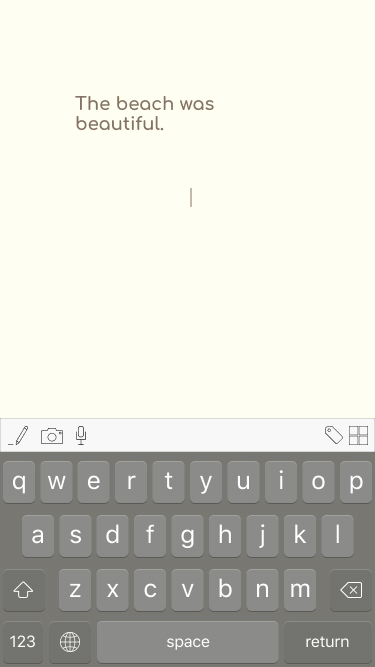 The beach was
beautiful.
q w e r t y u i o p
a s d f g h j k l
z x c v b n m
123 space return